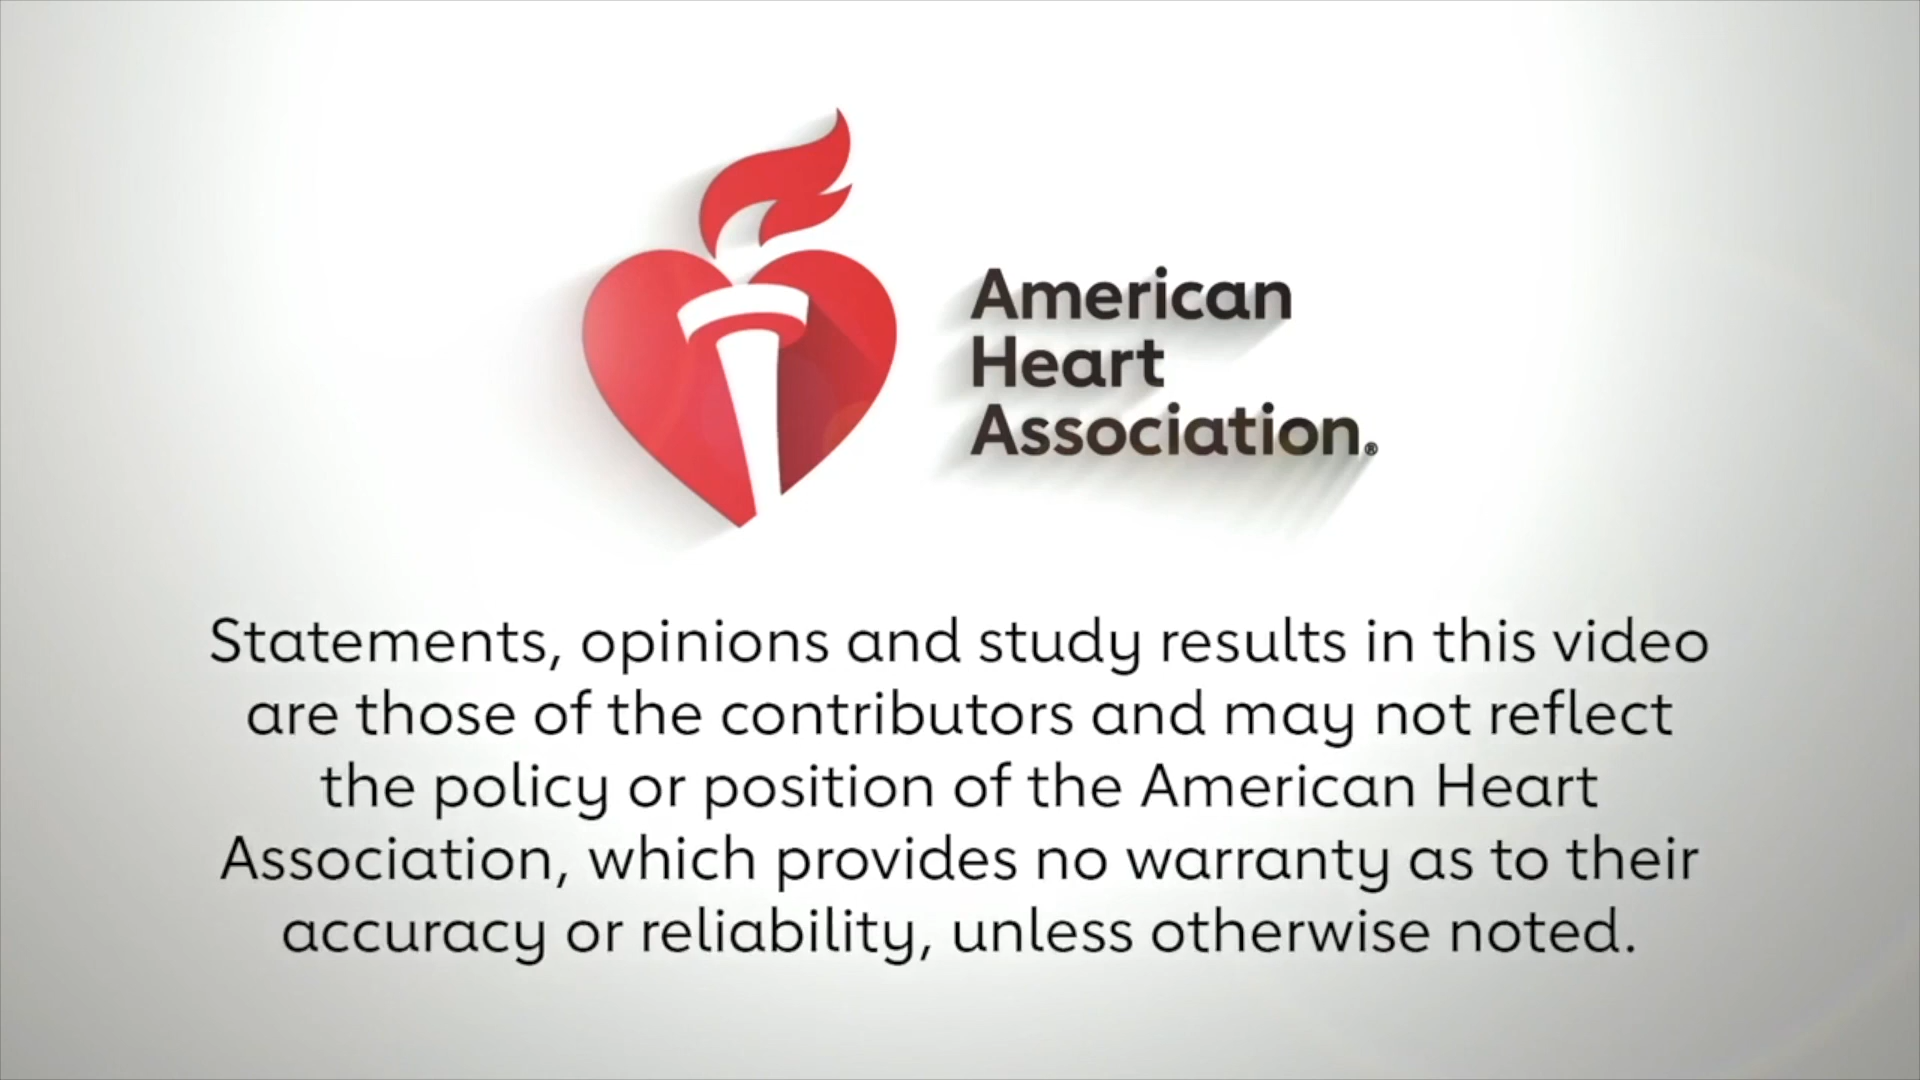 American
Heart
Association®
Statements, opinions and study results in this video
are those of the contributors and may not reflect
the policy or position of the American Heart
Association, which provides no warranty as to their
accuracy or reliability, unless otherwise noted.